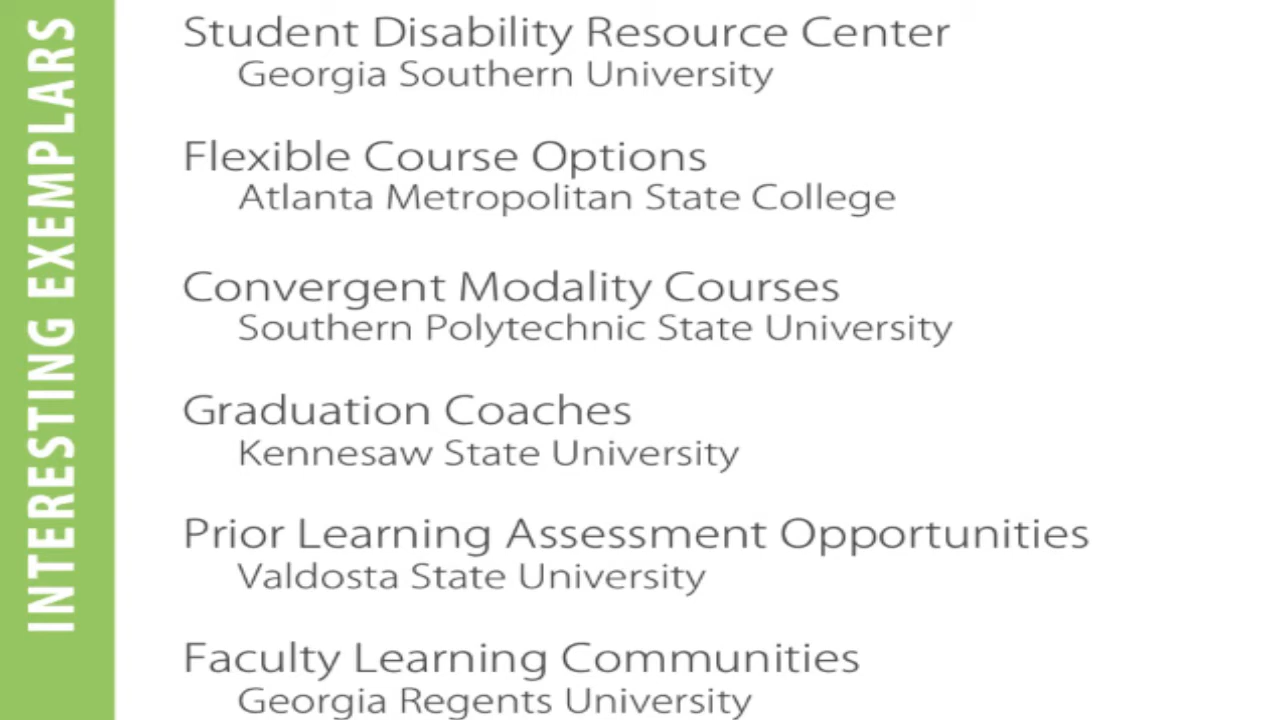 INTERESTING EXEMPLARS
Student Disability Resource Center
Georgia Southern University
Flexible Course Options
Atlanta Metropolitan State College
Convergent Modality Courses
Southern Polytechnic State University
Graduation Coaches
Kennesaw State University
Prior Learning Assessment Opportunities
Valdosta State University
Faculty Learning Communities
Georgia Regents University